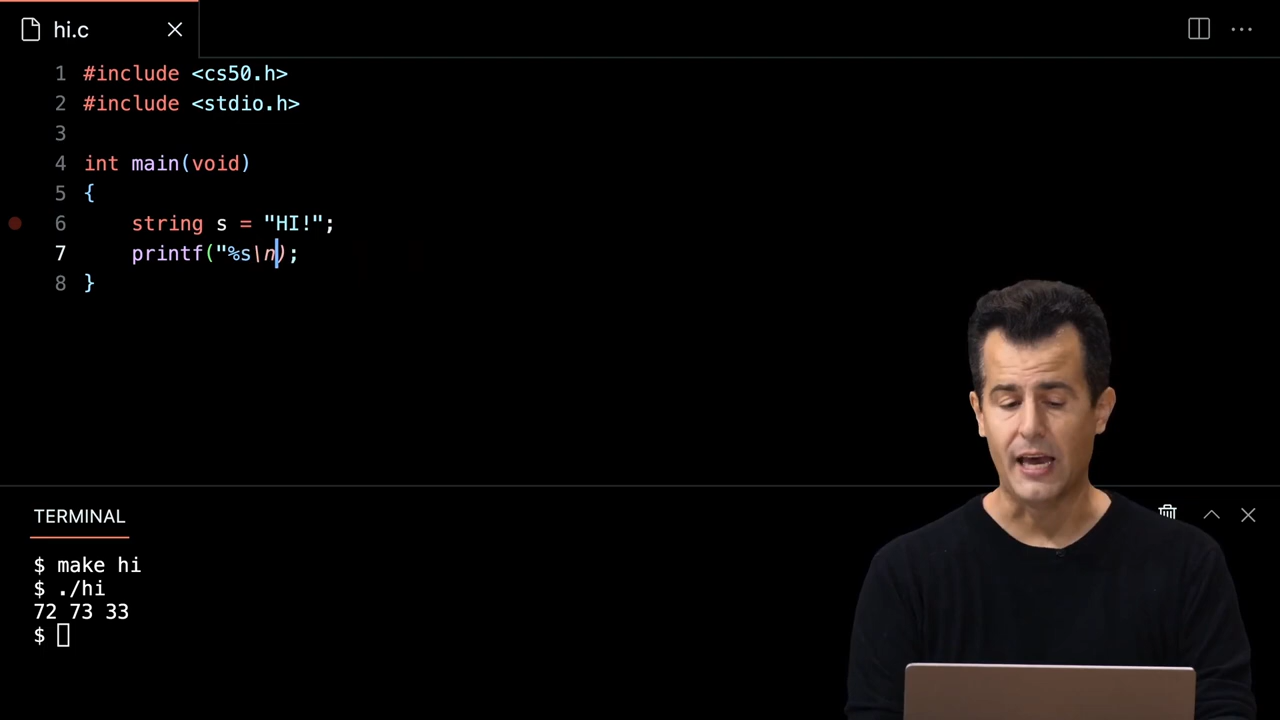 hi.c
1 #include <cs50.h>
2 #include <stdio.h>
3
4 int main(void)
5 {
6 string s = "HI!";
7 printf("%s\n);
8 }
TERMINAL
$ make hi
$ ./hi
72 73 33
$